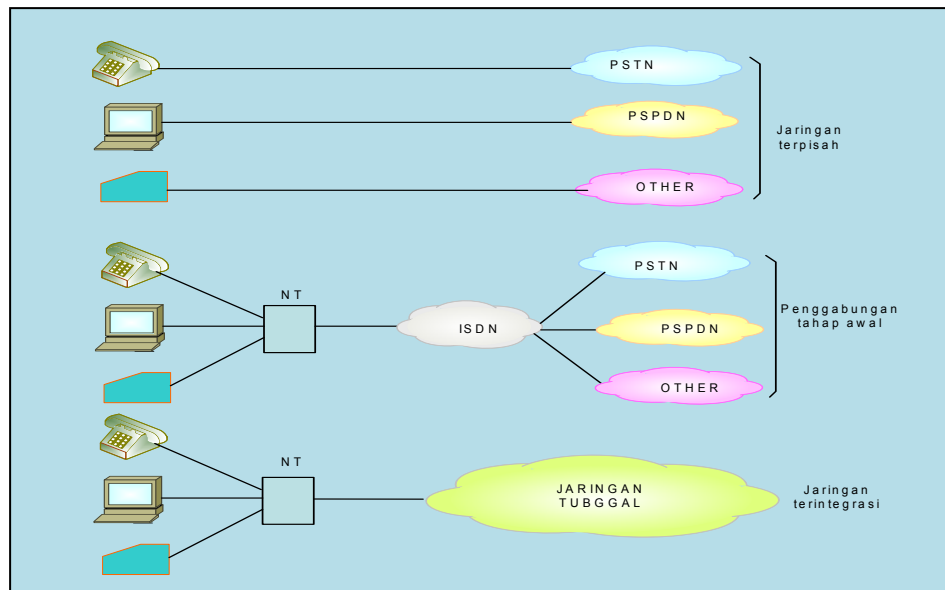 PSTN
PSPDN
OTHER
Jaringan
terpisah
NT
ISDN
PSTN
PSPDN
OTHER
Penggabungan
tahap awal
NT
JARINGAN
TUBGGAL
Jaringan
terintegrasi